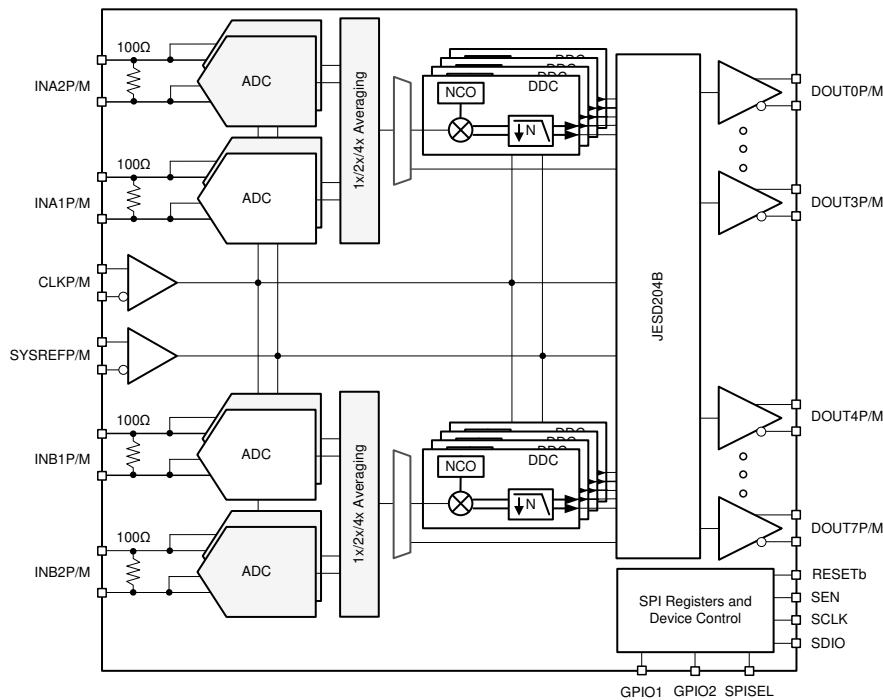 100Ω
INA2P/M
ADC
100Ω
INA1P/M
ADC
1x/2x/4x Averaging
DDC
DDC
DDC
DDC
NCO
N
CLKP/M
SYSREFP/M
100Ω
INB1P/M
ADC
100Ω
INB2P/M
ADC
1x/2x/4x Averaging
DDC
DDC
DDC
DDC
NCO
N
JESD204B
DOUT0P/M
DOUT3P/M
DOUT4P/M
DOUT7P/M
SPI Registers and
Device Control
RESETb
SEN
SCLK
SDIO
GPIO1
GPIO2
SPISEL